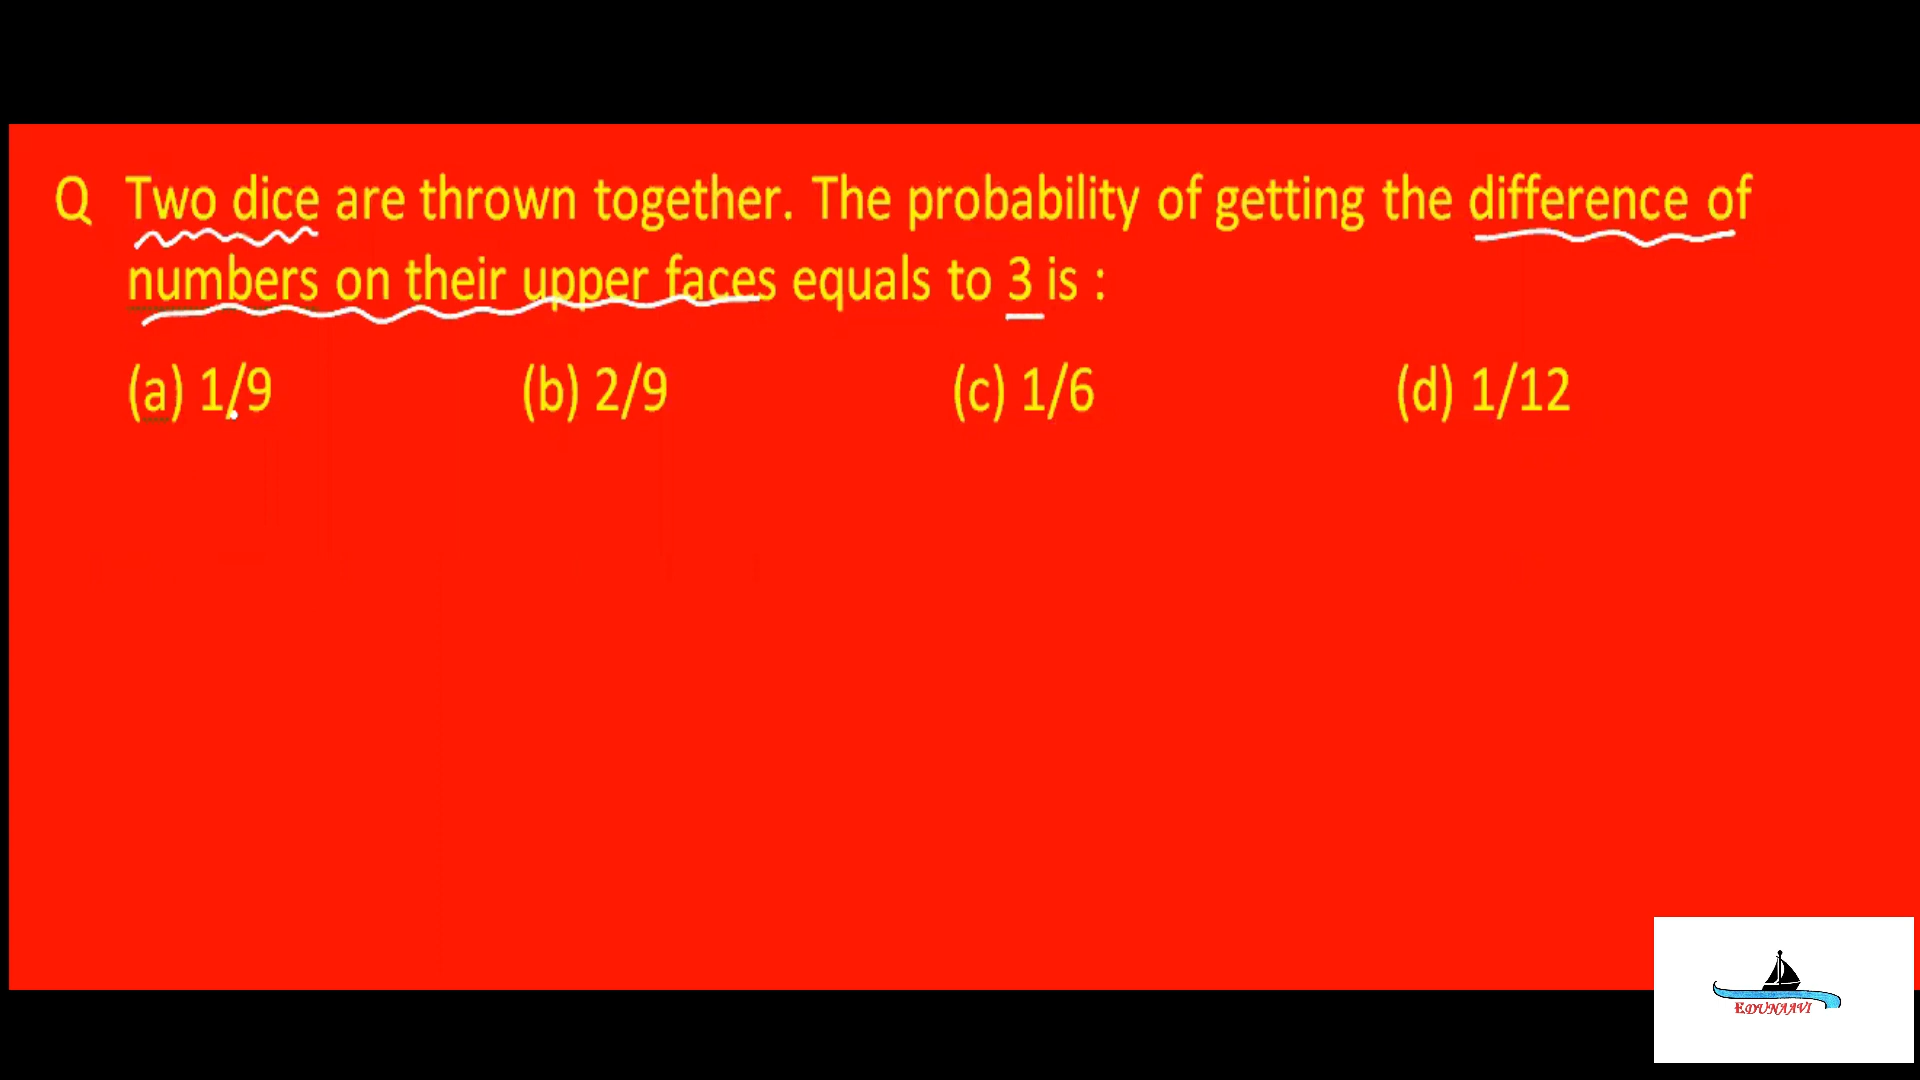 Q Two dice are thrown together. The probability of getting the difference of
numbers on their upper faces equals to 3 is :
(a) 1/9 (b) 2/9 (c) 1/6 (d) 1/12
EDUNAAVI